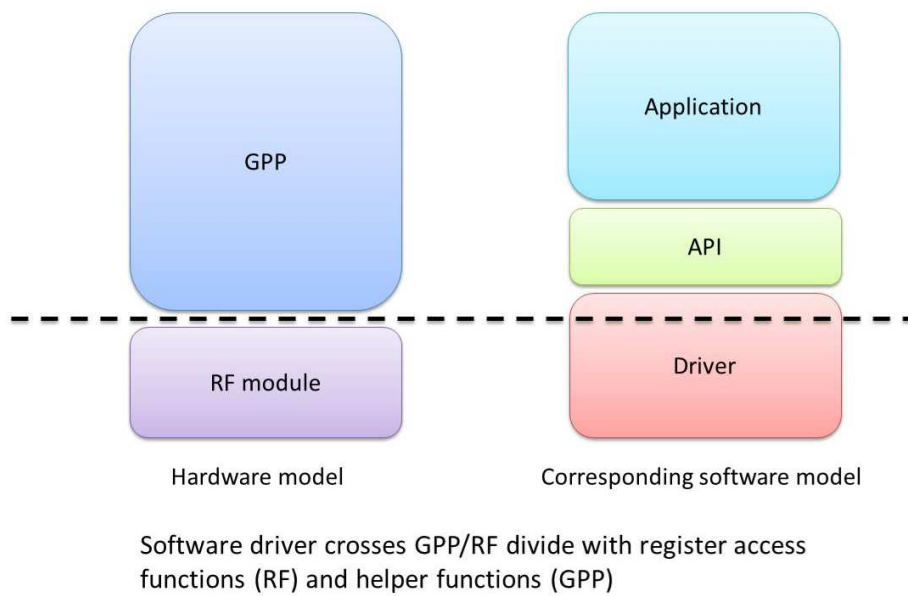 GPP
Application
API
RF module
Driver
Hardware model
Corresponding software model
Software driver crosses GPP/RF divide with register access
functions (RF) and helper functions (GPP)